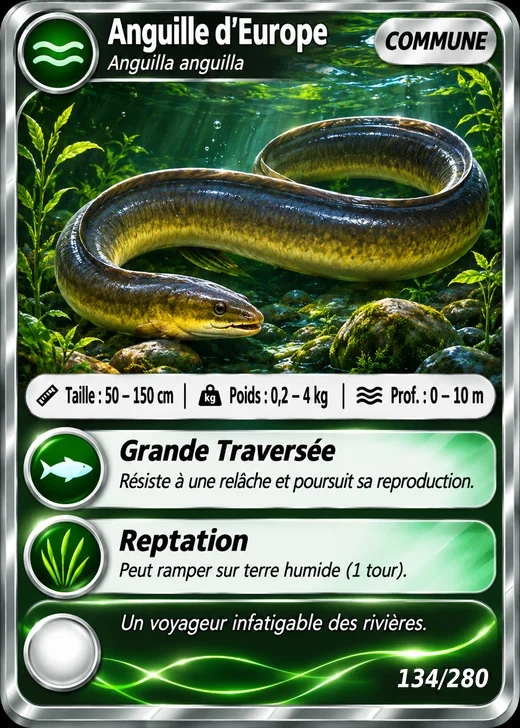 Anguille d'Europe
Anguilla anguilla
COMMUNE
Taille : 50 – 150 cm | kg Poids : 0,2 – 4 kg | Prof. : 0 – 10 m
Grande Traversée
Résiste à une relâche et poursuit sa reproduction.
Reptation
Peut ramper sur terre humide (1 tour).
Un voyageur infatigable des rivières.
134/280